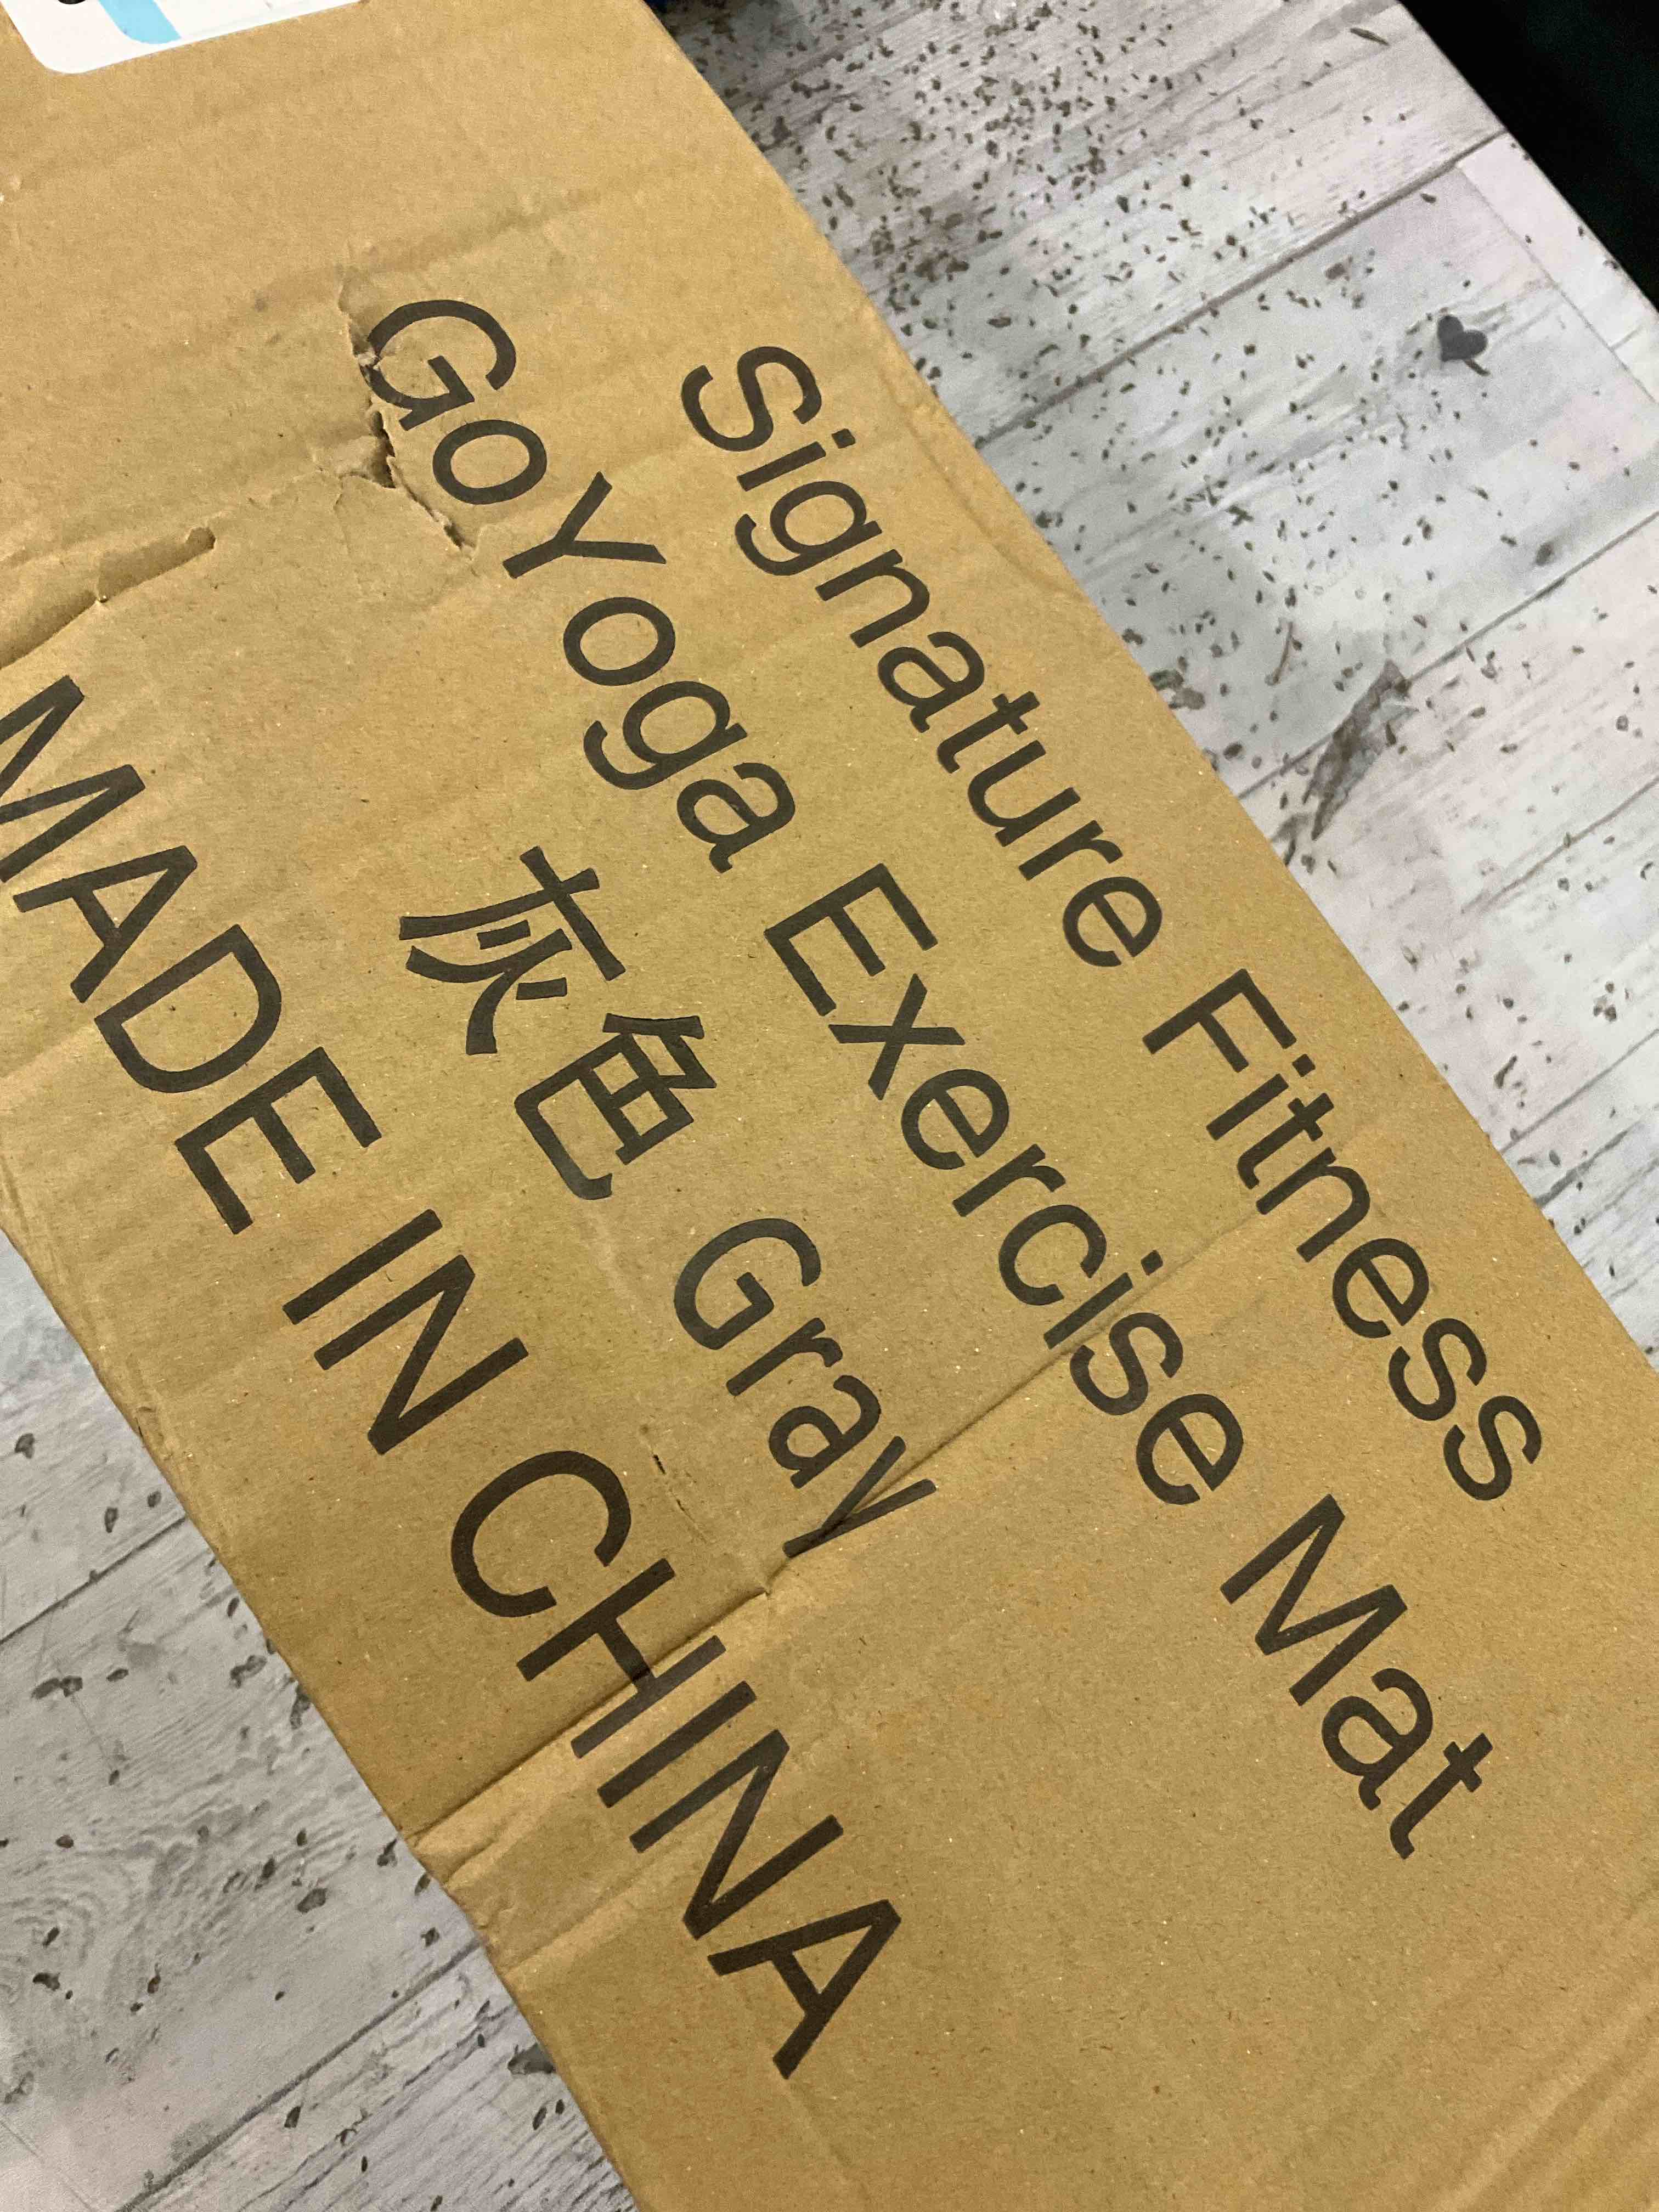 Signature Fitness
GoYoga Exercise Mat
灰色 Gray
MADE IN CHINA